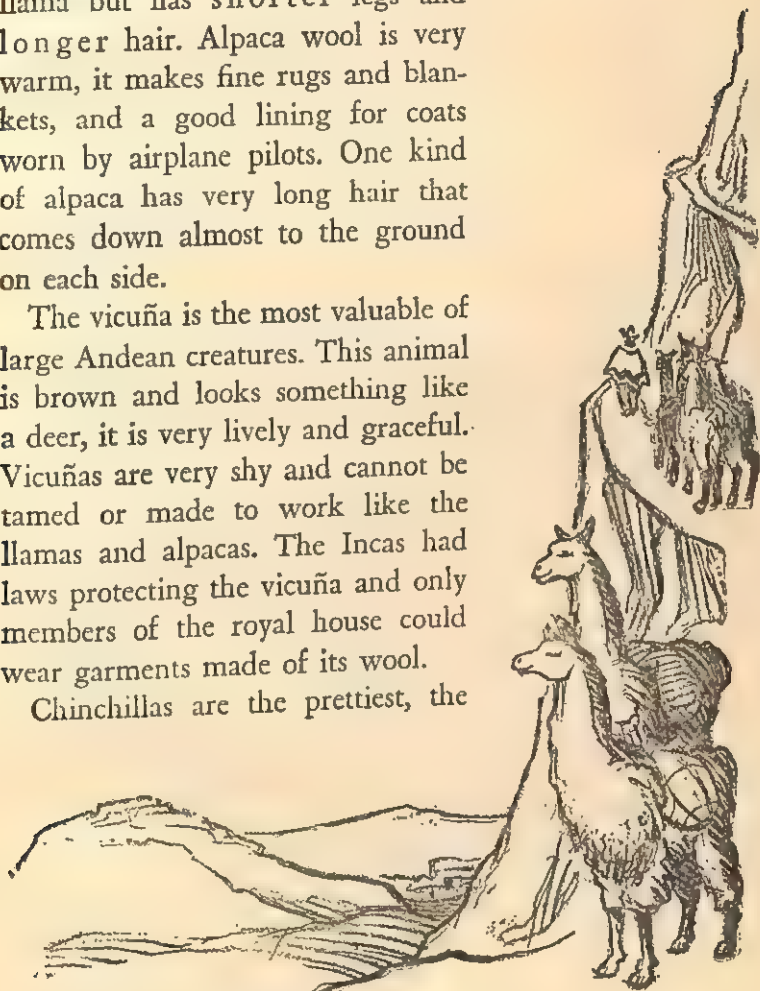 llama but has shorter legs and
longer hair. Alpaca wool is very
warm, it makes fine rugs and blan-
kets, and a good lining for coats
worn by airplane pilots. One kind
of alpaca has very long hair that
comes down almost to the ground
on each side.
The vicuña is the most valuable of
large Andean creatures. This animal
is brown and looks something like
a deer, it is very lively and graceful.
Vicuñas are very shy and cannot be
tamed or made to work like the
llamas and alpacas. The Incas had
laws protecting the vicuña and only
members of the royal house could
wear garments made of its wool.
Chinchillas are the prettiest, the